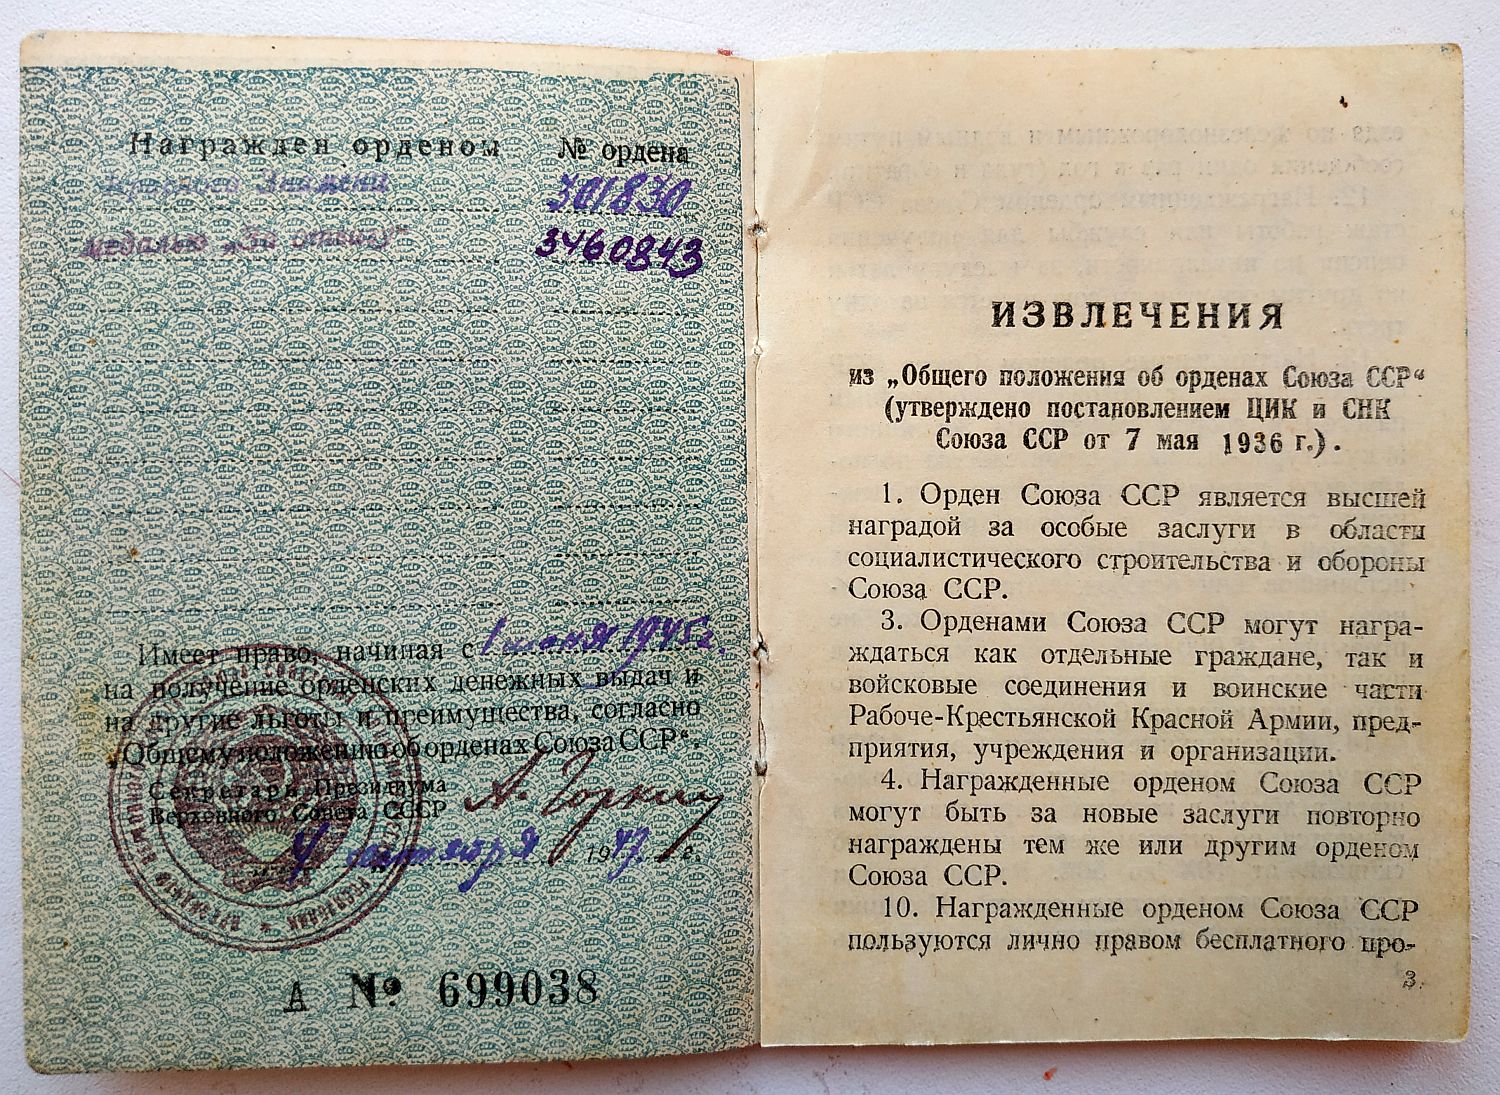 Награжден орденом № ордена
Красного Знамени 301830
медалью „За отвагу" 3460843
Имеет право, начиная с 1 июня 1945 г.
на получение орденских денежных выдач и
на другие льготы и преимущества, согласно
„Общему положению об орденах Союза ССР".
Секретарь Президиума
Верховного Совета СССР А. Горкин
4 сентября 1947 г.
А № 699038
ИЗВЛЕЧЕНИЯ
из „Общего положения об орденах Союза ССР“
(утверждено постановлением ЦИК и СНК
Союза ССР от 7 мая 1936 г.).
1. Орден Союза ССР является высшей
наградой за особые заслуги в области
социалистического строительства и обороны
Союза ССР.
3. Орденами Союза ССР могут награ-
ждаться как отдельные граждане, так и
войсковые соединения и воинские части
Рабоче-Крестьянской Красной Армии, пред-
приятия, учреждения и организации.
4. Награжденные орденом Союза ССР
могут быть за новые заслуги повторно
награждены тем же или другим орденом
Союза ССР.
10. Награжденные орденом Союза ССР
пользуются лично правом бесплатного про-
3.